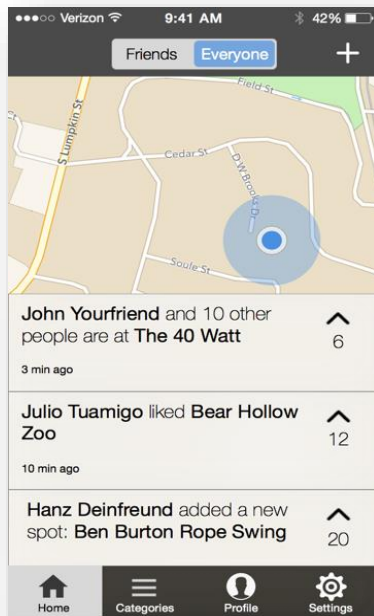 Verizon 9:41 AM 42%
Friends Everyone +
Field St
S Lumpkin St
Cedar St
D W Brooks Dr
Soule St
John Yourfriend and 10 other
people are at The 40 Watt
6
3 min ago
Julio Tuamigo liked Bear Hollow
Zoo
12
10 min ago
Hanz Deinfreund added a new
spot: Ben Burton Rope Swing
20
Home Categories Profile Settings